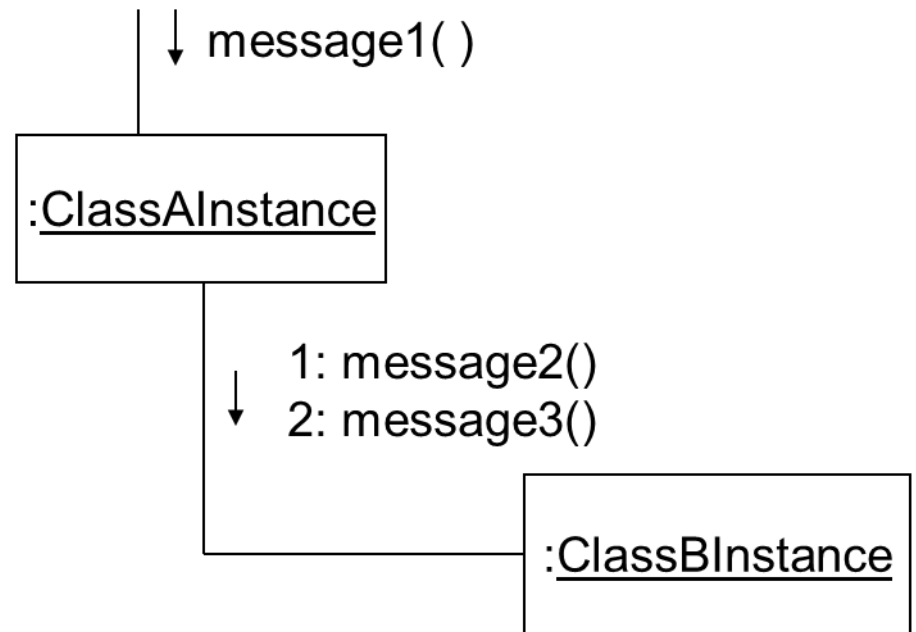 message1( )
:ClassAInstance
1: message2()
2: message3()
:ClassBInstance